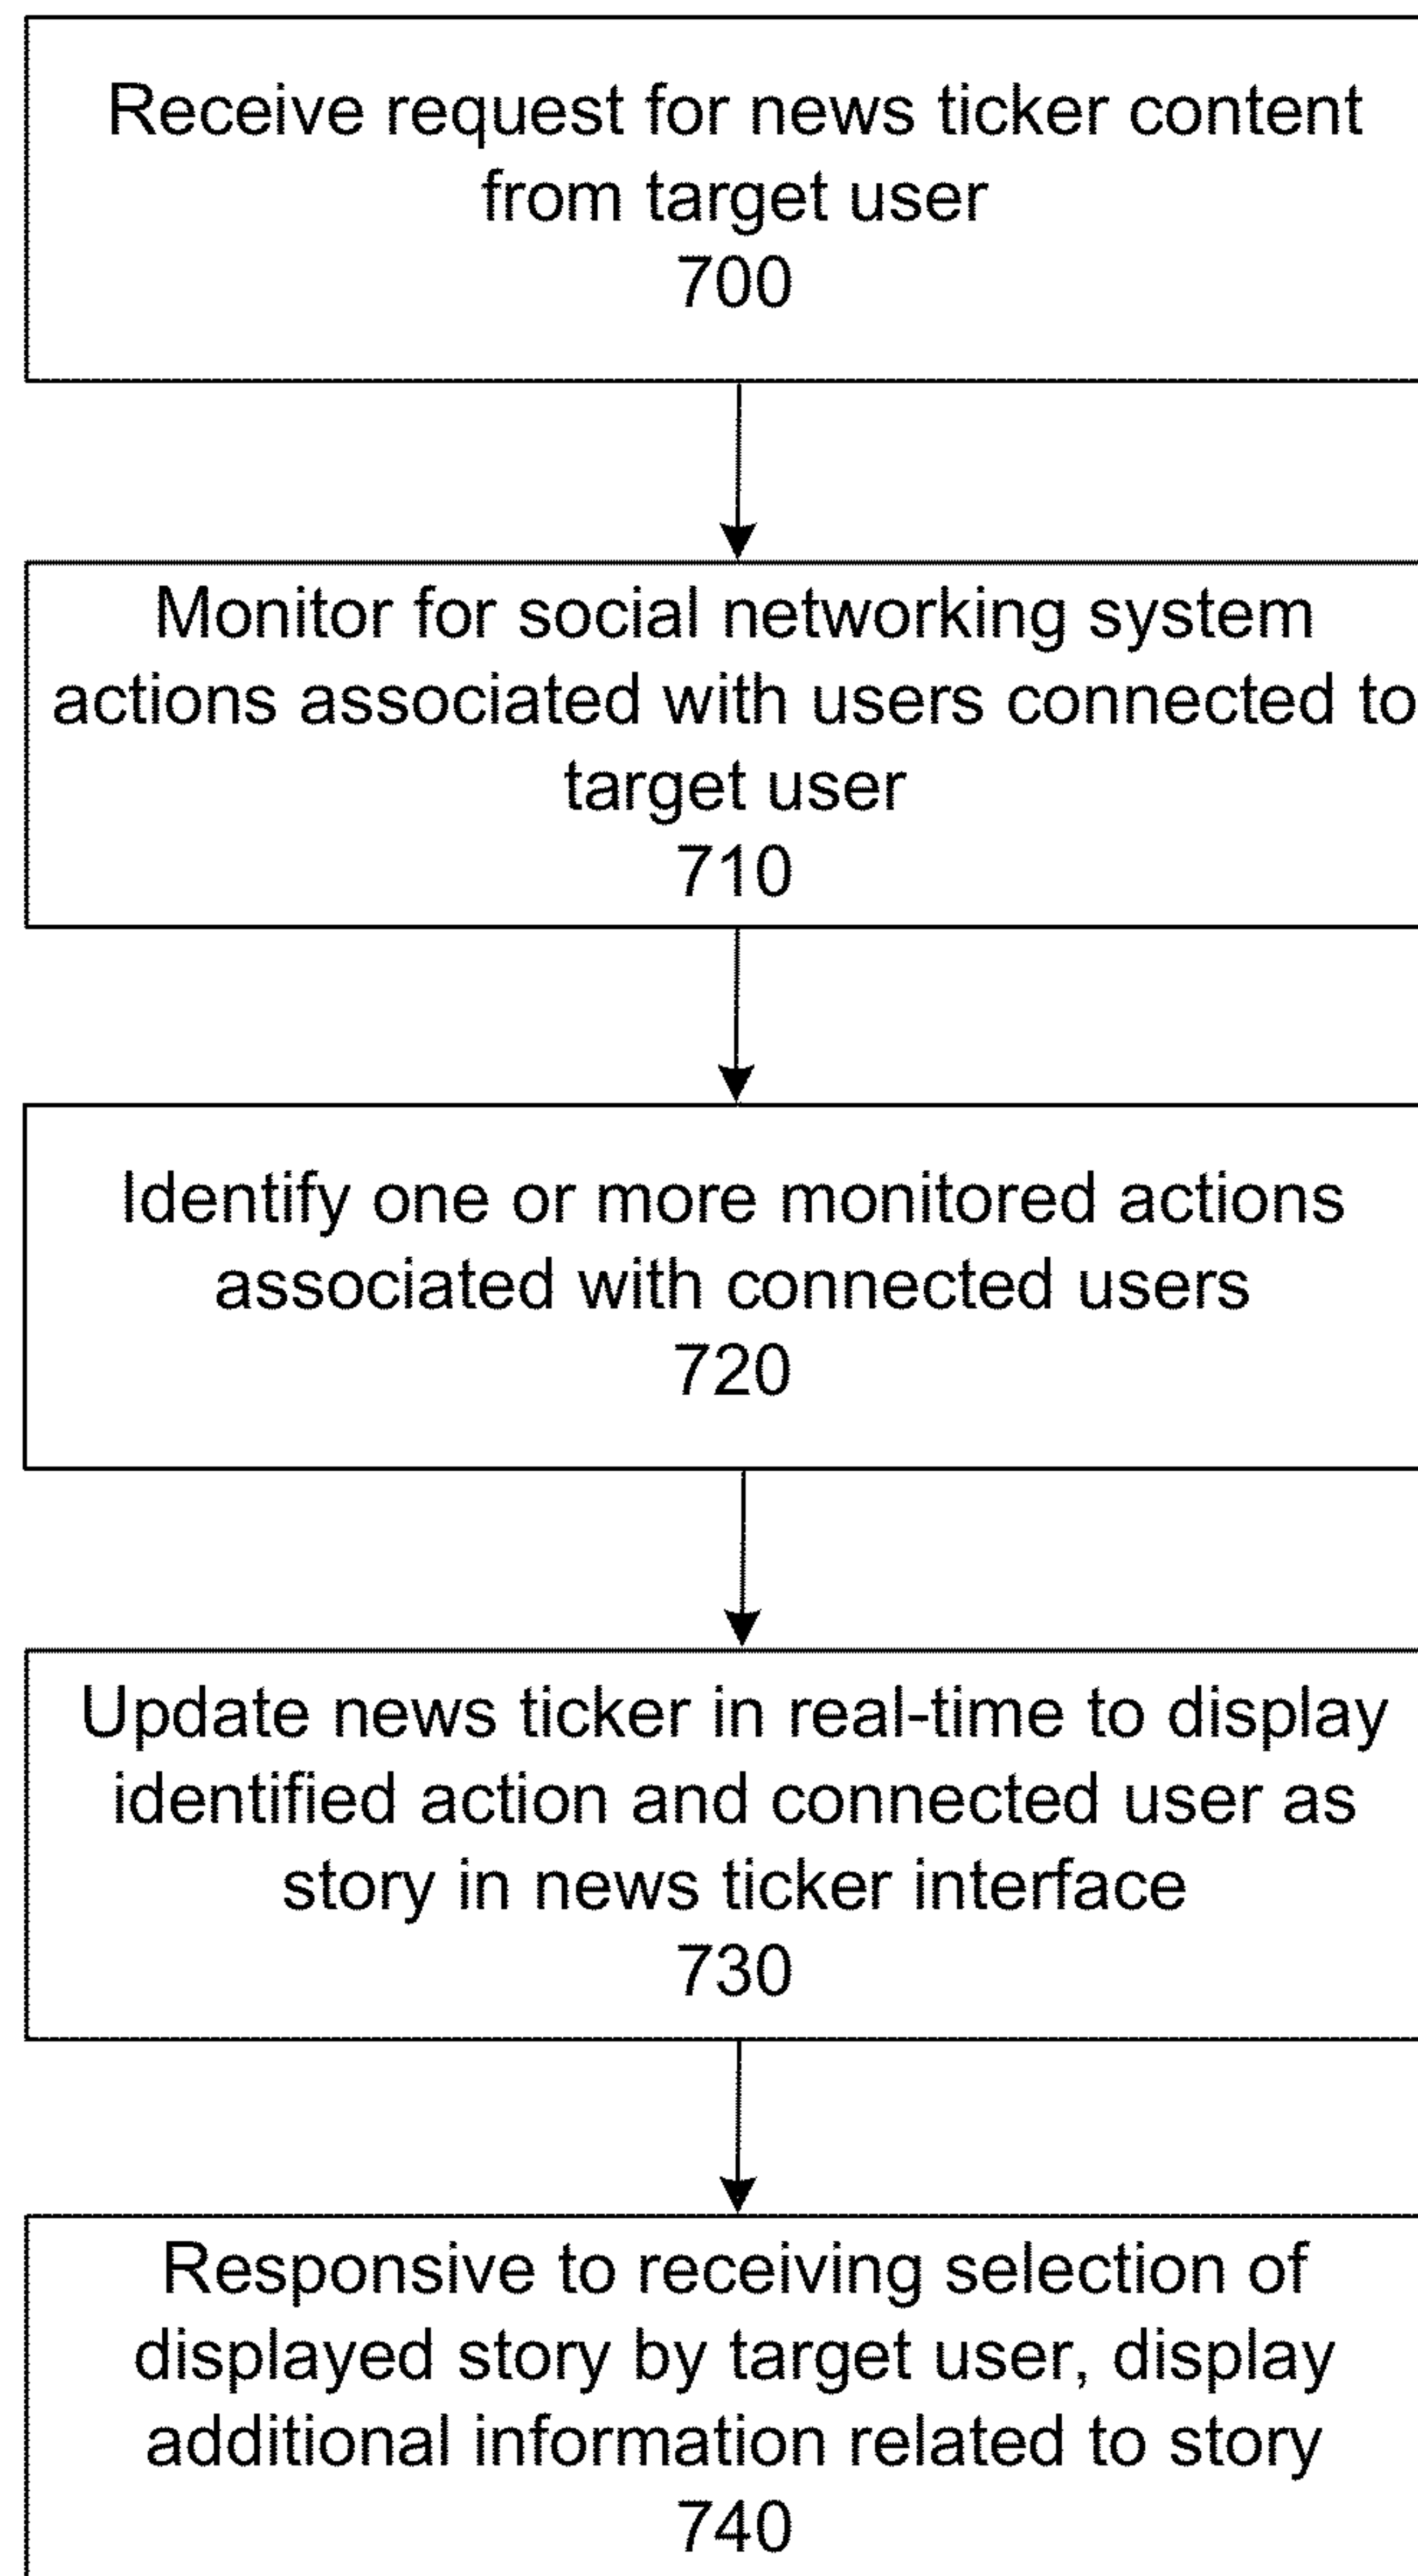 Receive request for news ticker content
from target user
700
Monitor for social networking system
actions associated with users connected to
target user
710
Identify one or more monitored actions
associated with connected users
720
Update news ticker in real-time to display
identified action and connected user as
story in news ticker interface
730
Responsive to receiving selection of
displayed story by target user, display
additional information related to story
740